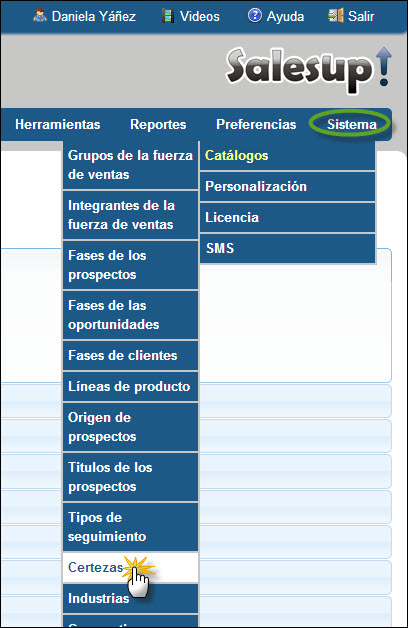 Daniela Yáñez Videos Ayuda Salir
Salesup!
Herramientas Reportes Preferencias Sistema
Catálogos
Personalización
Licencia
SMS
Grupos de la fuerza
de ventas
Integrantes de la
fuerza de ventas
Fases de los
prospectos
Fases de las
oportunidades
Fases de clientes
Líneas de producto
Origen de
prospectos
Titulos de los
prospectos
Tipos de
seguimiento
Certezas
Industrias